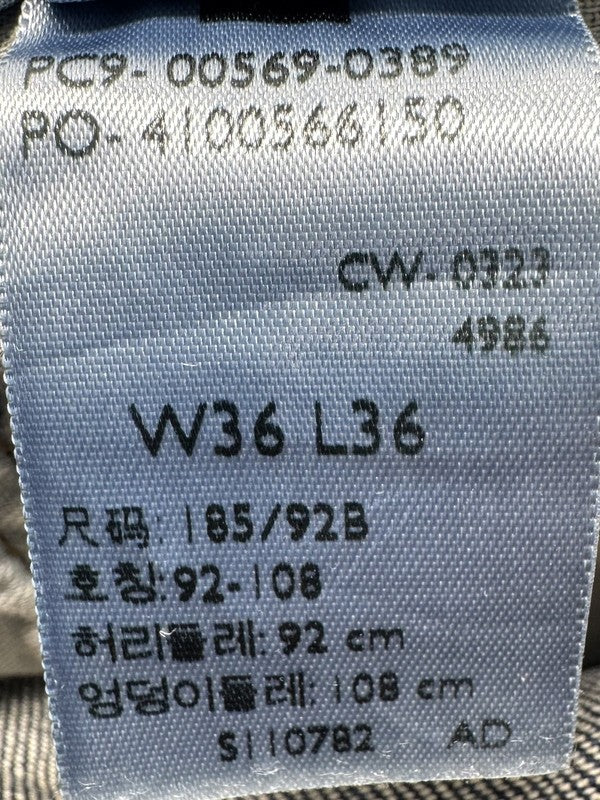 PC9- 00569-0389
PO- 4100566150
CW- 0323
4986
W36 L36
尺码: 185/92B
호칭:92-108
허리둘레: 92 cm
엉덩이둘레: 108 cm
S110782 AD